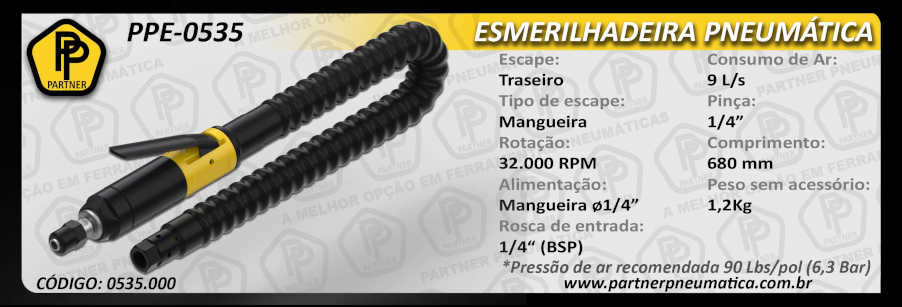 PPE-0535
ESMERILHADEIRA PNEUMÁTICA
PP
PARTNER
Escape:
Traseiro
Tipo de escape:
Mangueira
Rotação:
32.000 RPM
Alimentação:
Mangueira ø1/4”
Rosca de entrada:
1/4“ (BSP)
Consumo de Ar:
9 L/s
Pinça:
1/4”
Comprimento:
680 mm
Peso sem acessório:
1,2Kg
*Pressão de ar recomendada 90 Lbs/pol (6,3 Bar)
CÓDIGO: 0535.000
www.partnerpneumatica.com.br